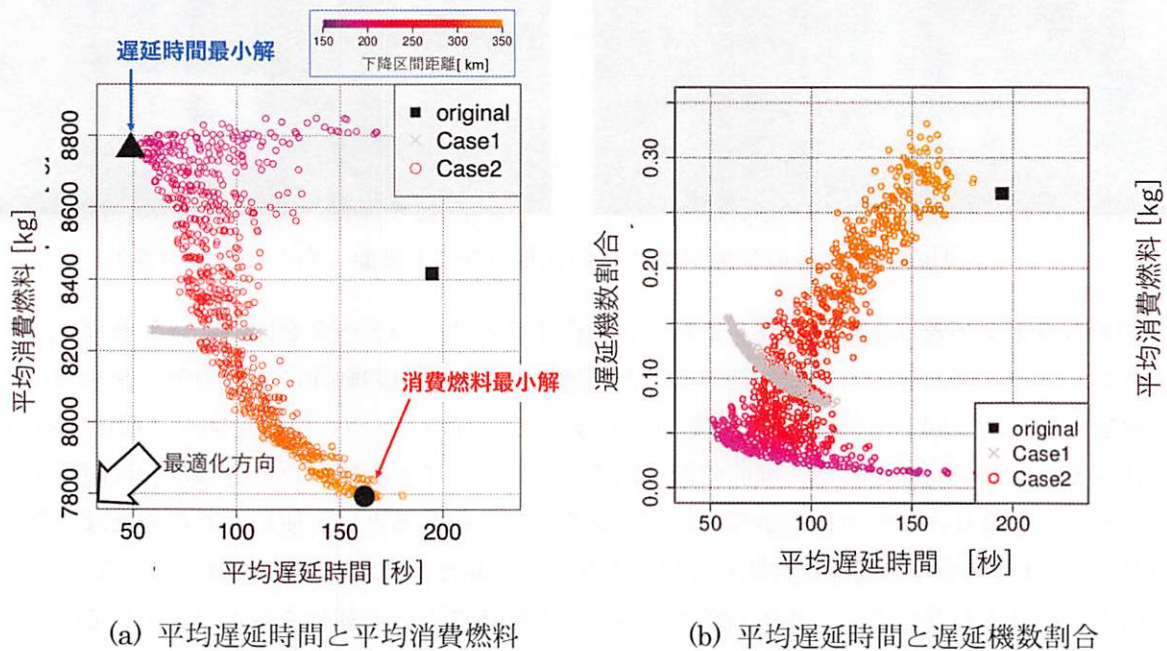 遅延時間最小解
150 200 250 300 350
下降区間距離[ km]
original
Case1
Case2
平均消費燃料 [kg]
8800
8600
8400
8200
8000
7800
消費燃料最小解
最適化方向
50 100 150 200
平均遅延時間 [秒]
(a) 平均遅延時間と平均消費燃料
遅延機数割合
0.30
0.20
0.10
0.00
original
Case1
Case2
50 100 150 200
平均遅延時間 [秒]
(b) 平均遅延時間と遅延機数割合
平均消費燃料 [kg]